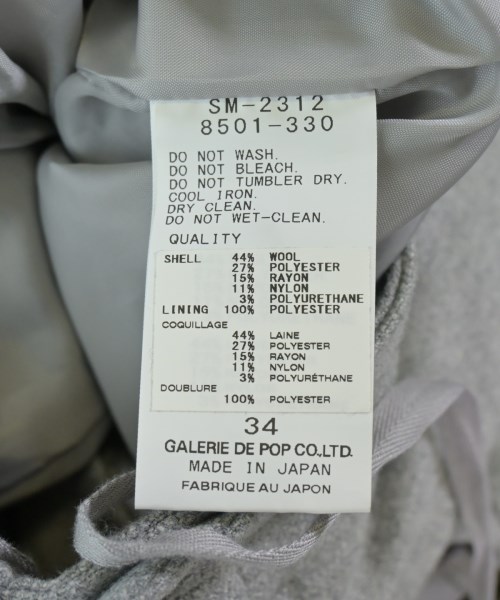 SM-2312
8501-330
DO NOT WASH.
DO NOT BLEACH.
DO NOT TUMBLER DRY.
COOL IRON.
DRY CLEAN.
DO NOT WET-CLEAN.
QUALITY
SHELL 44% WOOL
27% POLYESTER
15% RAYON
11% NYLON
3% POLYURETHANE
LINING 100% POLYESTER
COQUILLAGE
44% LAINE
27% POLYESTER
15% RAYON
11% NYLON
3% POLYURÉTHANE
DOUBLURE
100% POLYESTER
34
GALERIE DE POP CO.,LTD.
MADE IN JAPAN
FABRIQUE AU JAPON